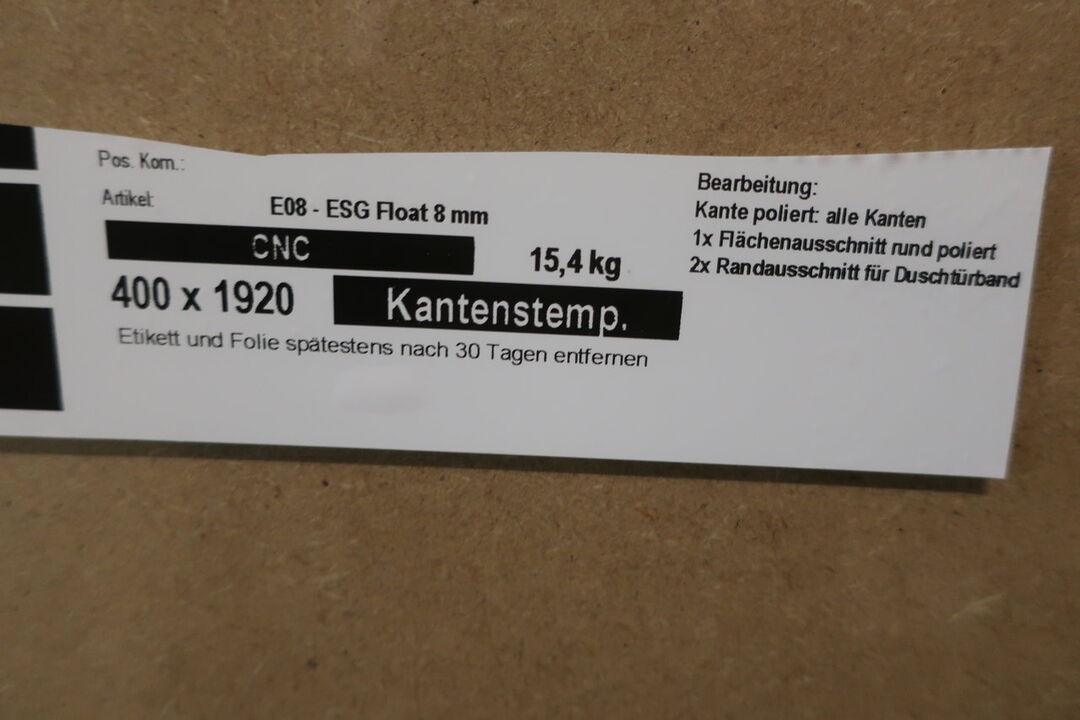 Pos. Kom.:
Artikel:
E08 - ESG Float 8 mm
CNC
15,4 kg
400 x 1920
Kantenstemp.
Etikett und Folie spätestens nach 30 Tagen entfernen
Bearbeitung:
Kante poliert: alle Kanten
1x Flächenausschnitt rund poliert
2x Randausschnitt für Duschtürband